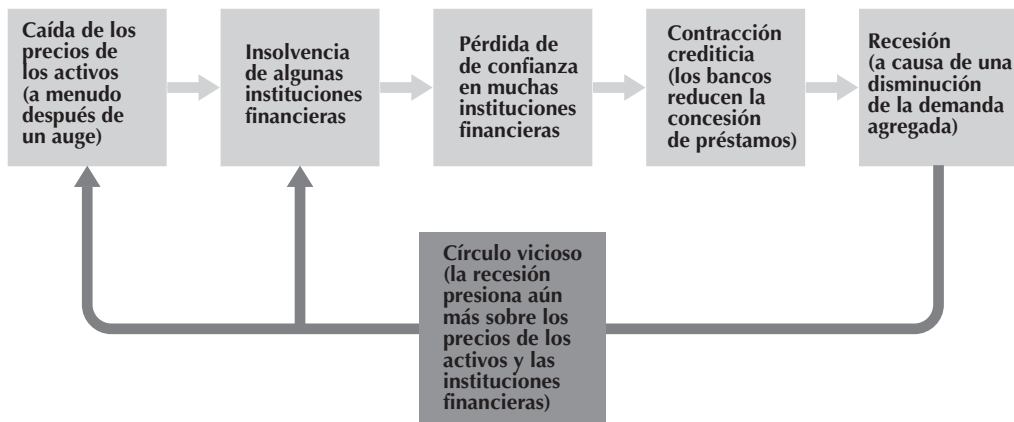 Caída de los
precios de
los activos
(a menudo
después de
un auge)
Insolvencia
de algunas
instituciones
financieras
Pérdida de
de confianza
en muchas
instituciones
financieras
Contracción
crediticia
(los bancos
reducen la
concesión
de préstamos)
Recesión
(a causa de una
disminución
de la demanda
agregada)
Círculo vicioso
(la recesión
presiona aún
más sobre los
precios de los
activos y las
instituciones
financieras)